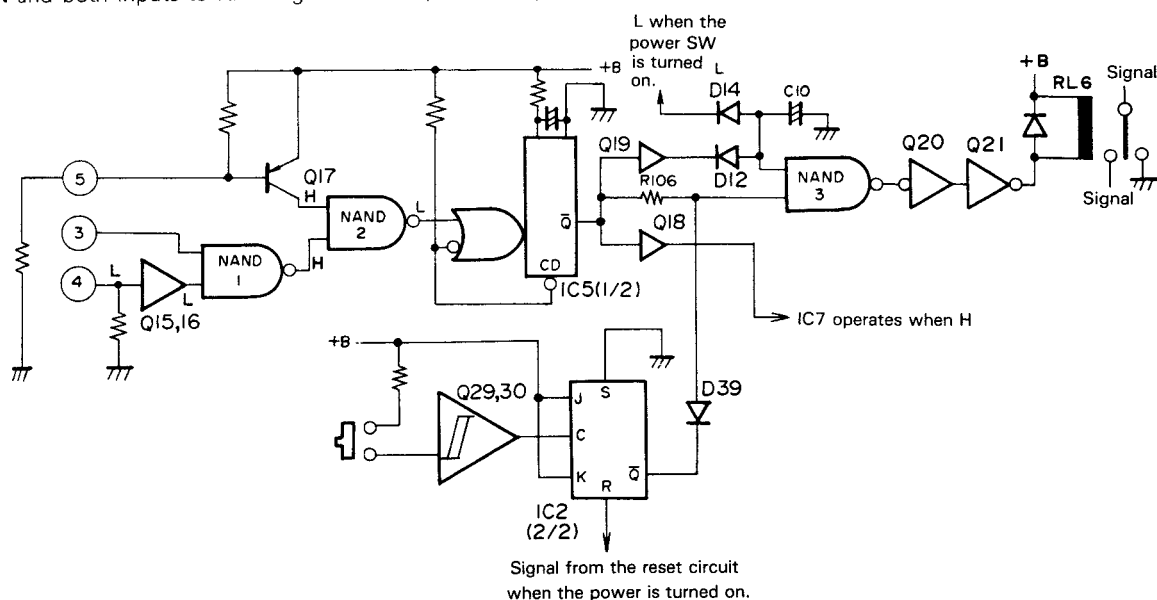 L when the
power SW
is turned
on.
L
D14
C10
+B
+B
RL6
Signal
Signal
Q19
D12
Q20
Q21
5
Q17
H
NAND
2
L
R106
NAND
3
Q̅
Q18
3
NAND
1
H
4
L
L
Q15,16
CD
IC5(1/2)
IC7 operates when H
+B
Q29,30
J
S
C
K
R
Q̅
D39
IC2
(2/2)
Signal from the reset circuit
when the power is turned on.